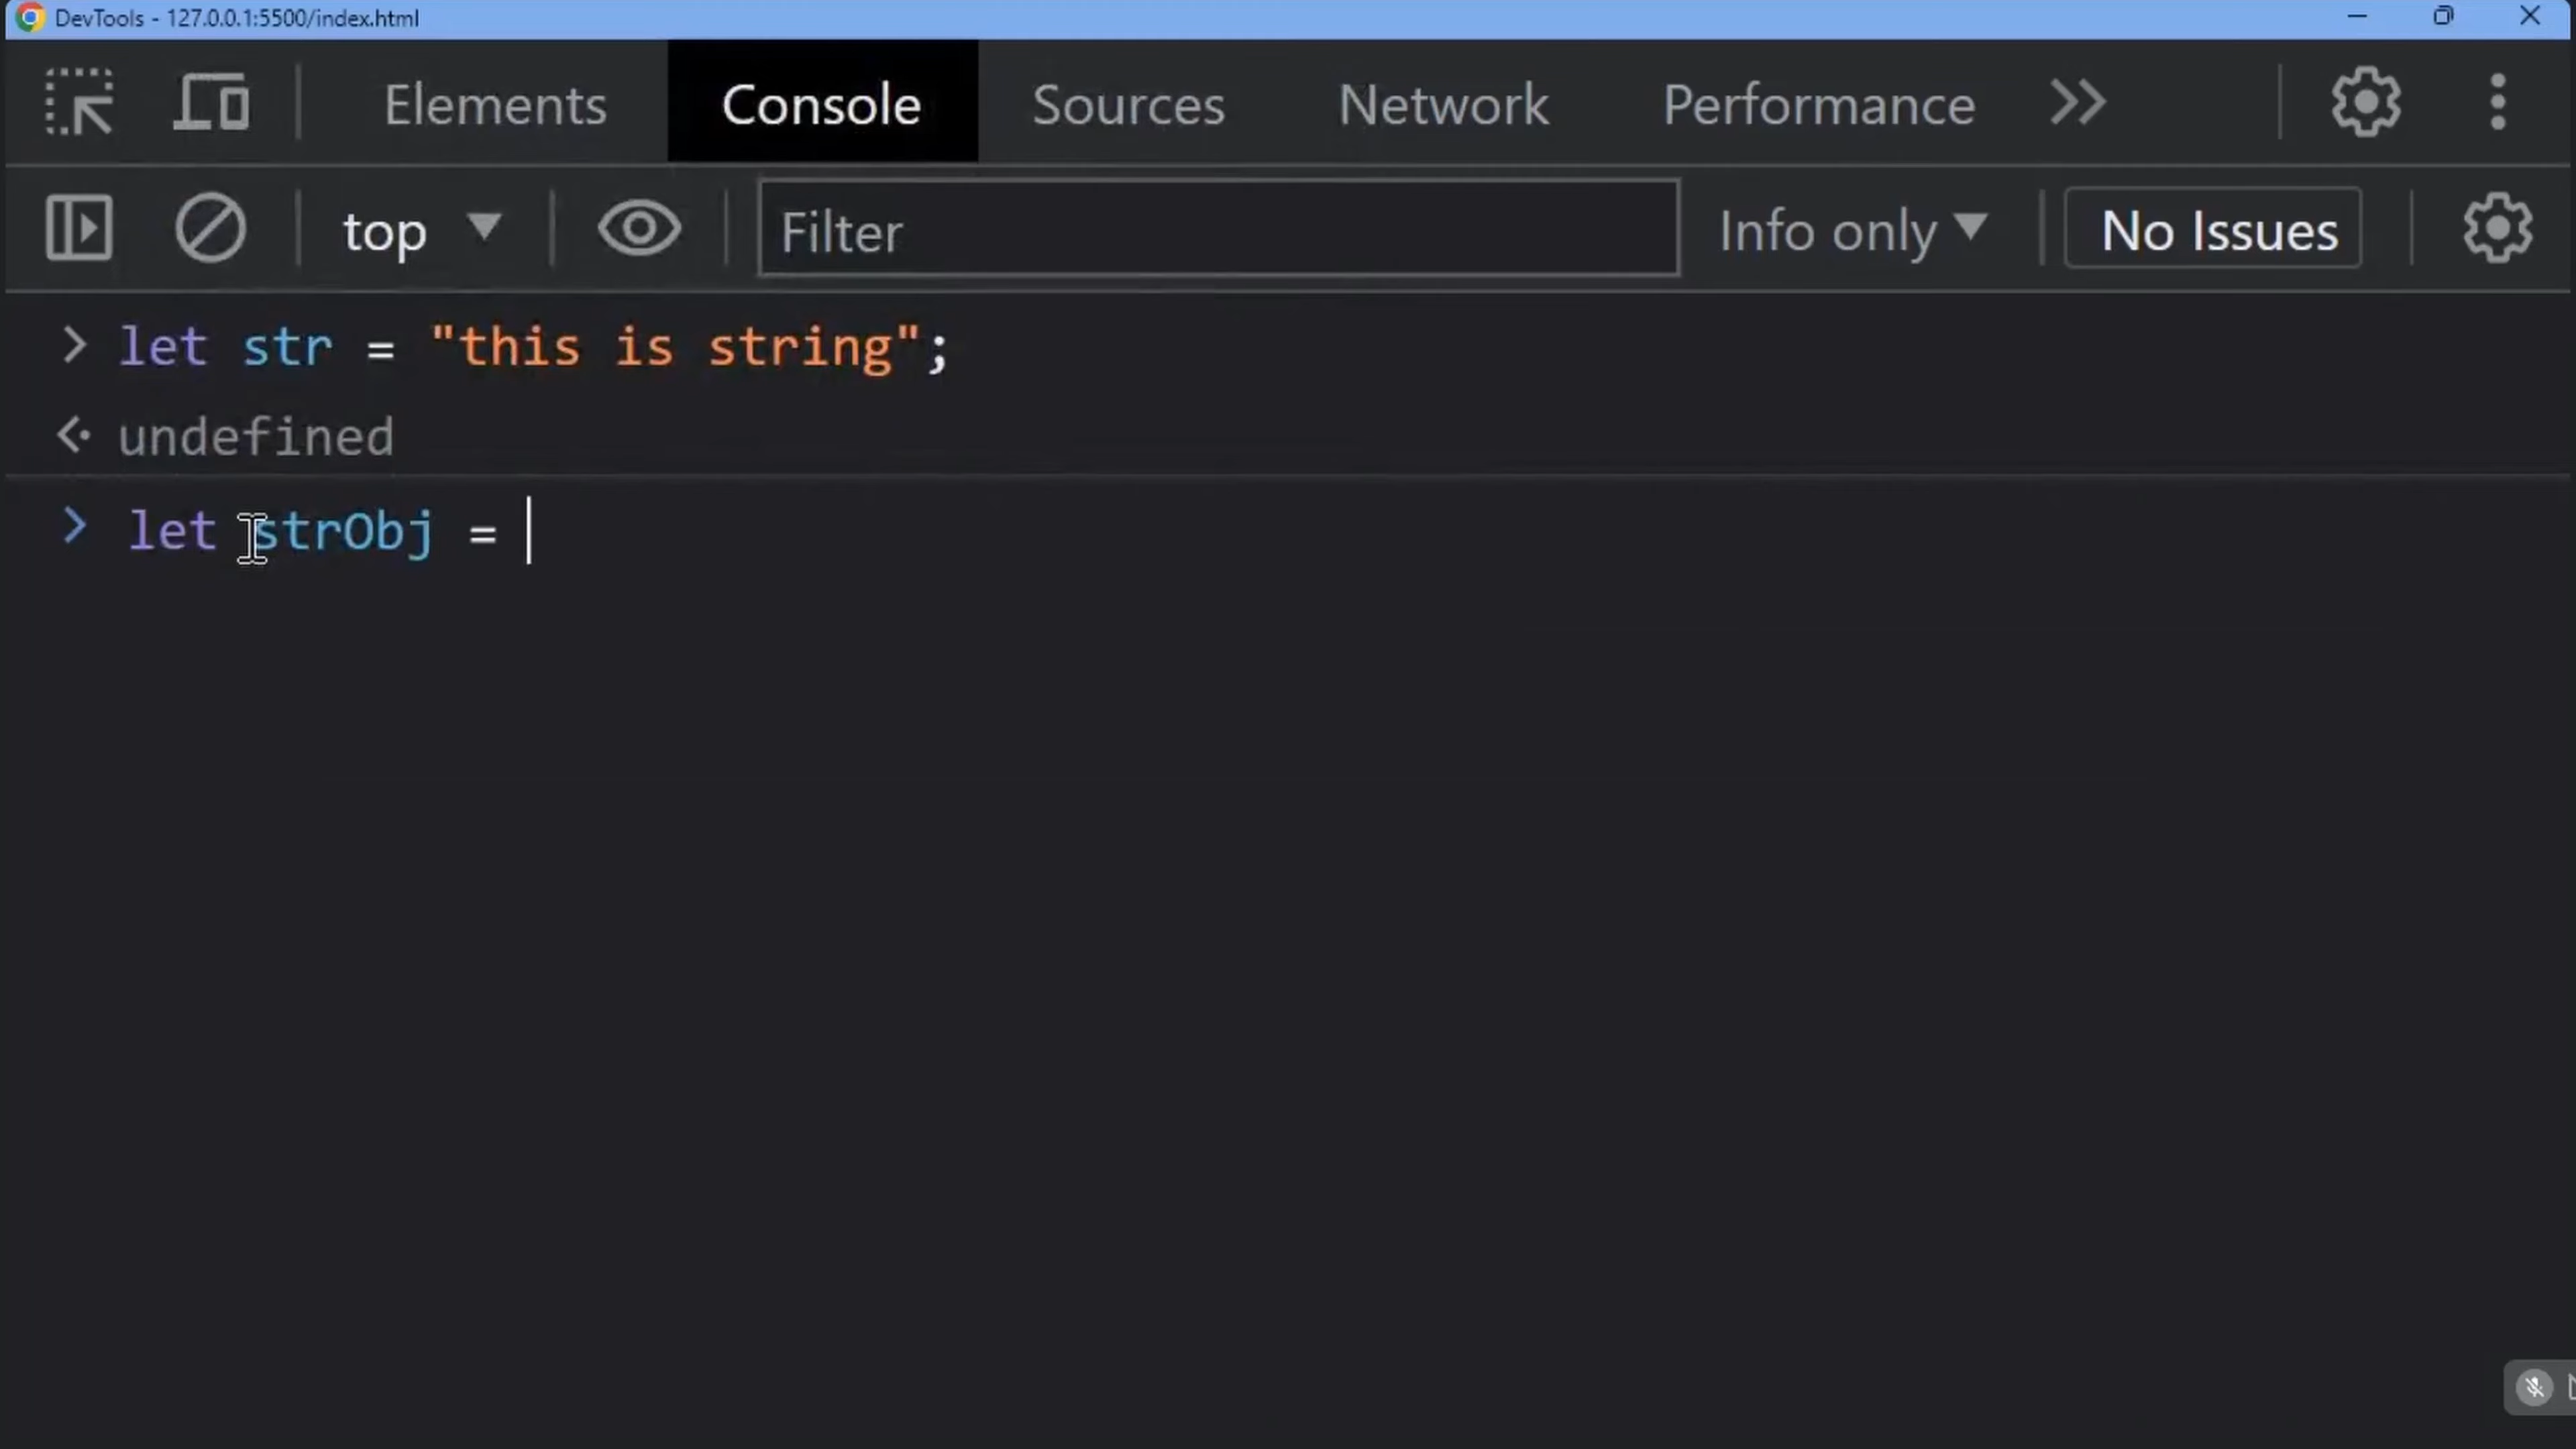 DevTools - 127.0.0.1:5500/index.html
Elements Console Sources Network Performance
top Filter Info only No Issues
> let str = "this is string";
undefined
> let strObj =